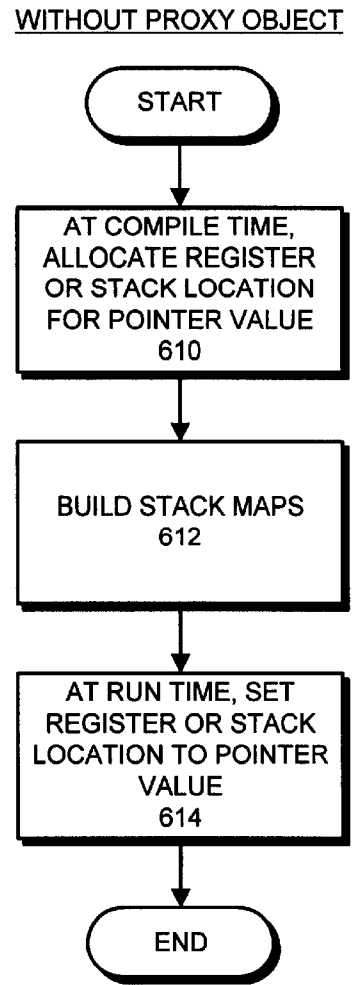 WITHOUT PROXY OBJECT
START
AT COMPILE TIME,
ALLOCATE REGISTER
OR STACK LOCATION
FOR POINTER VALUE
610
BUILD STACK MAPS
612
AT RUN TIME, SET
REGISTER OR STACK
LOCATION TO POINTER
VALUE
614
END